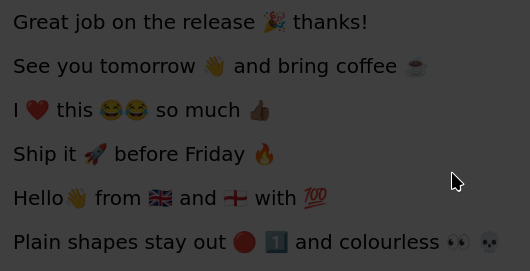 Great job on the release 🎉 thanks!
See you tomorrow 👋 and bring coffee ☕
I ❤️ this 😂😂 so much 👍🏾
Ship it 🚀 before Friday 🔥
Hello👋 from 🇬🇧 and 🏴󠁧󠁢󠁥󠁮󠁧󠁿 with 💯
Plain shapes stay out 🔴 1️⃣ and colourless 👀 💀